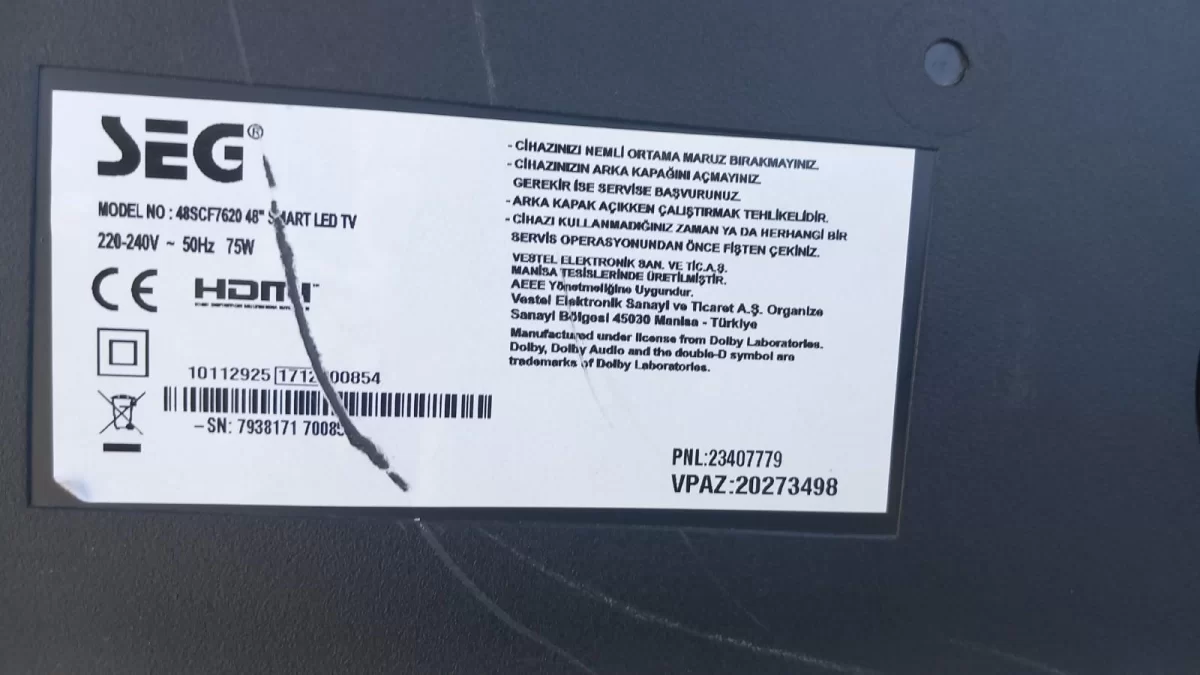 SEG®
MODEL NO : 48SCF7620 48" SMART LED TV
220-240V ~ 50Hz 75W
CE HDMI™
10112925 1712 00854
–SN: 7938171 7008
- CİHAZINIZI NEMLİ ORTAMA MARUZ BIRAKMAYINIZ.
- CİHAZINIZIN ARKA KAPAĞINI AÇMAYINIZ.
GEREKİR İSE SERVİSE BAŞVURUNUZ.
- ARKA KAPAK AÇIKKEN ÇALIŞTIRMAK TEHLİKELİDİR.
- CİHAZI KULLANMADIĞINIZ ZAMAN YA DA HERHANGİ BİR
SERVİS OPERASYONUNDAN ÖNCE FİŞTEN ÇEKİNİZ.
VESTEL ELEKTRONİK SAN. VE TİC.A.Ş.
MANİSA TESİSLERİNDE ÜRETİLMİŞTİR.
AEEE Yönetmeliğine Uygundur.
Vestel Elektronik Sanayi ve Ticaret A.Ş. Organize
Sanayi Bölgesi 45030 Manisa - Türkiye
Manufactured under license from Dolby Laboratories.
Dolby, Dolby Audio and the double-D symbol are
trademarks of Dolby Laboratories.
PNL:23407779
VPAZ:20273498